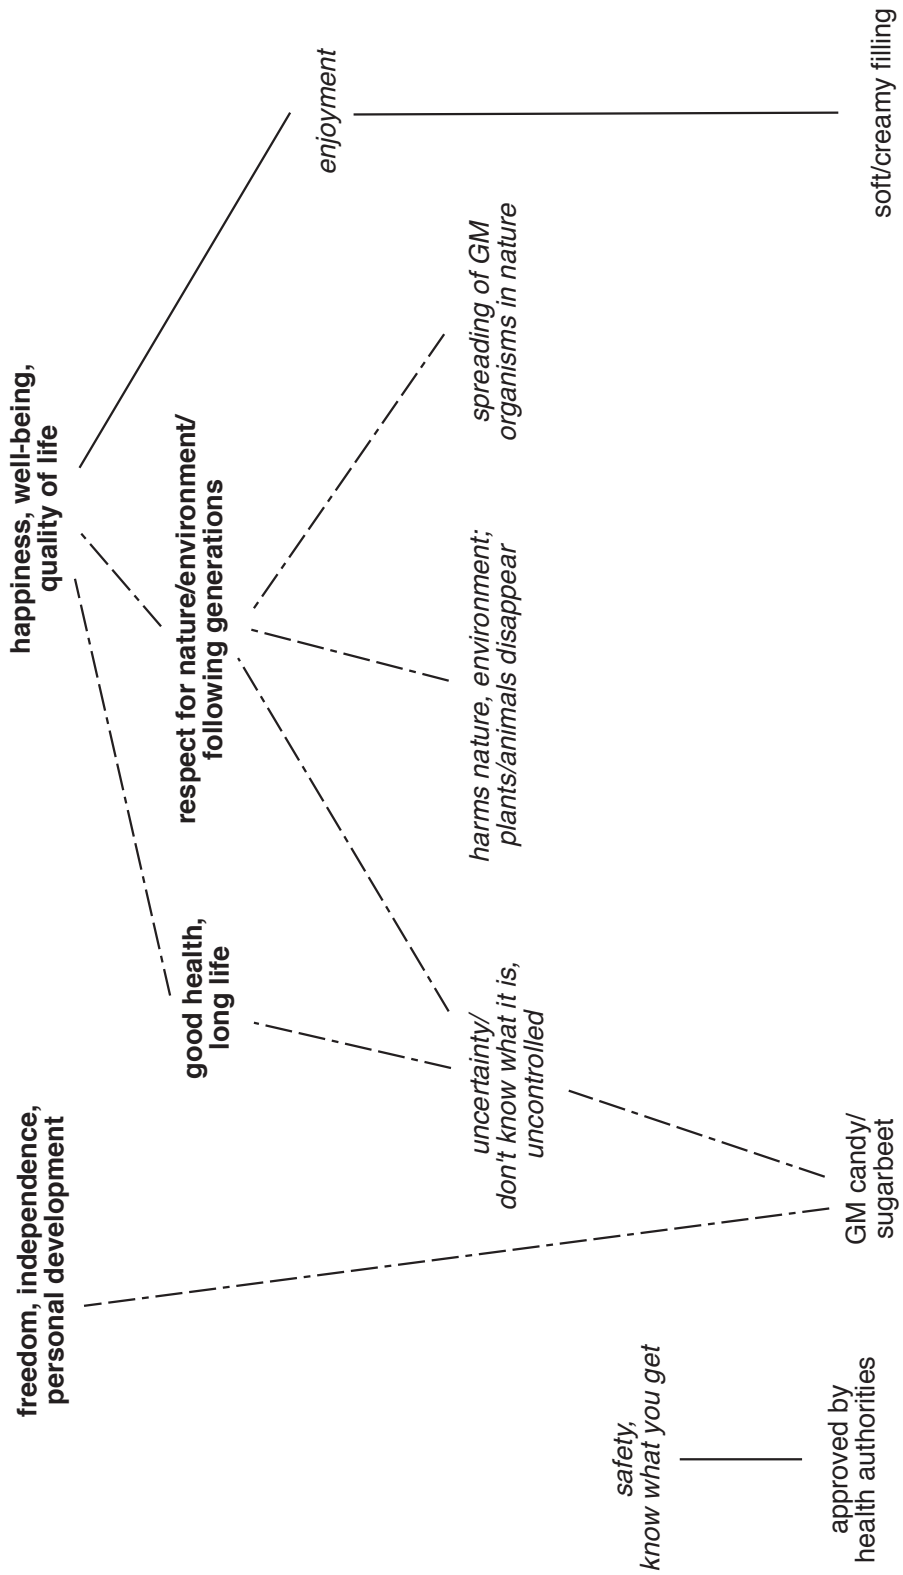 happiness, well-being,
quality of life
freedom, independence,
personal development
good health,
long life
respect for nature/environment/
following generations
enjoyment
uncertainty/
don't know what it is,
uncontrolled
harms nature, environment;
plants/animals disappear
spreading of GM
organisms in nature
safety,
know what you get
approved by
health authorities
GM candy/
sugarbeet
soft/creamy filling